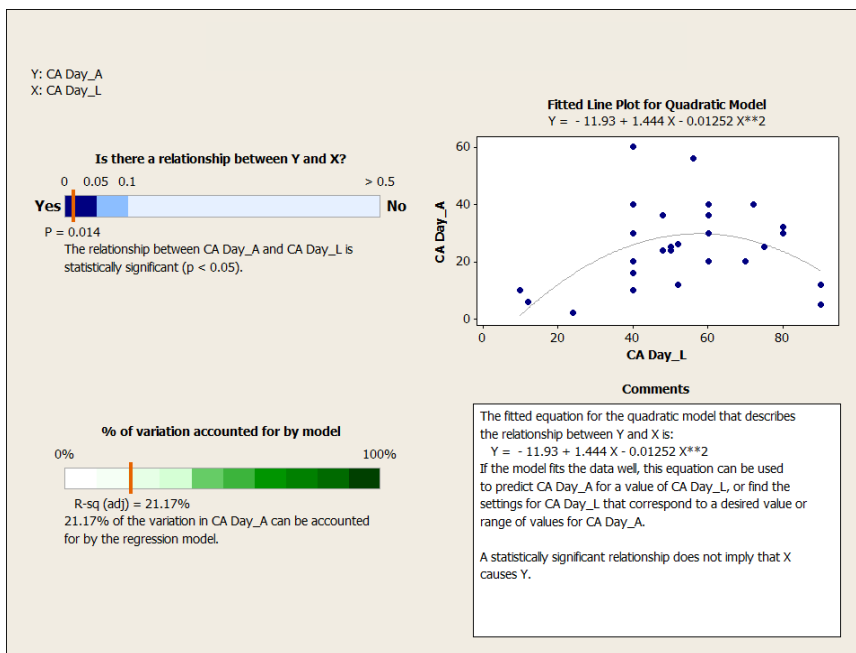 Y: CA Day_A
X: CA Day_L
Is there a relationship between Y and X?
0 0.05 0.1 > 0.5
Yes No
P = 0.014
The relationship between CA Day_A and CA Day_L is
statistically significant (p < 0.05).
% of variation accounted for by model
0% 100%
R-sq (adj) = 21.17%
21.17% of the variation in CA Day_A can be accounted
for by the regression model.
Fitted Line Plot for Quadratic Model
Y = - 11.93 + 1.444 X - 0.01252 X**2
60
40
20
0
CA Day_A
0 20 40 60 80
CA Day_L
Comments
The fitted equation for the quadratic model that describes
the relationship between Y and X is:
Y = - 11.93 + 1.444 X - 0.01252 X**2
If the model fits the data well, this equation can be used
to predict CA Day_A for a value of CA Day_L, or find the
settings for CA Day_L that correspond to a desired value or
range of values for CA Day_A.
A statistically significant relationship does not imply that X
causes Y.